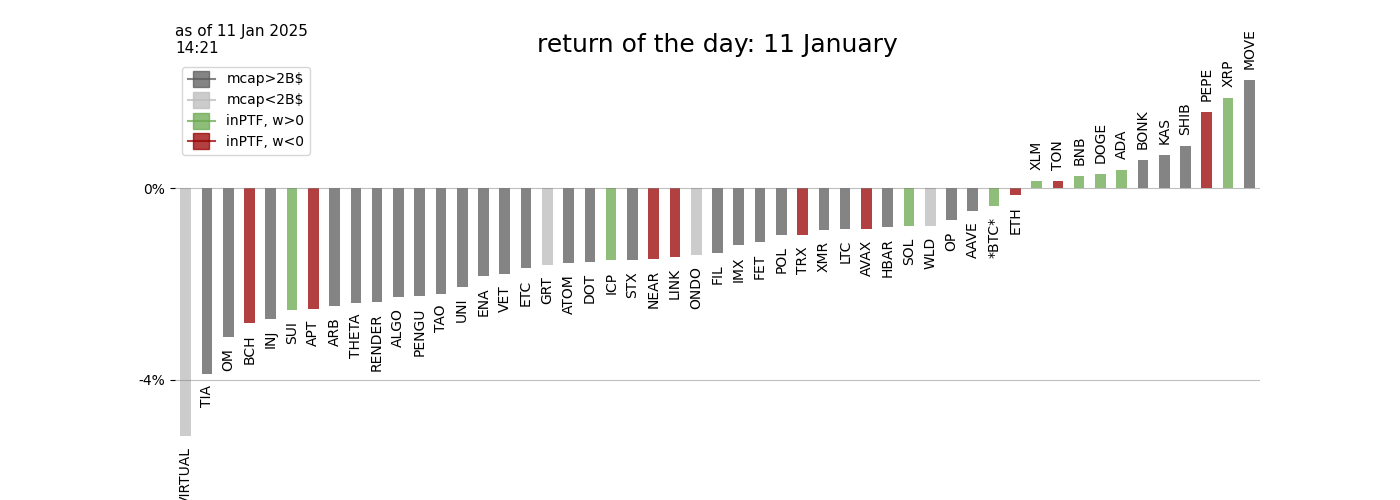 as of 11 Jan 2025
14:21
return of the day: 11 January
mcap>2B$
mcap<2B$
inPTF, w>0
inPTF, w<0
0%
-4%
VIRTUAL
TIA
OM
BCH
INJ
SUI
APT
ARB
THETA
RENDER
ALGO
PENGU
TAO
UNI
ENA
VET
ETC
GRT
ATOM
DOT
ICP
STX
NEAR
LINK
ONDO
FIL
IMX
FET
POL
TRX
XMR
LTC
AVAX
HBAR
SOL
WLD
OP
AAVE
*BTC*
ETH
XLM
TON
BNB
DOGE
ADA
BONK
KAS
SHIB
PEPE
XRP
MOVE